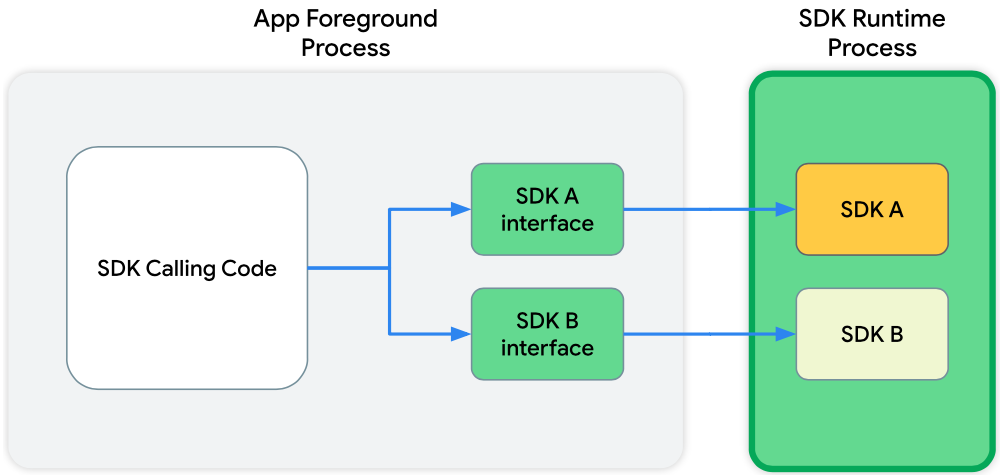 App Foreground
Process
SDK Runtime
Process
SDK Calling Code
SDK A
interface
SDK A
SDK B
interface
SDK B